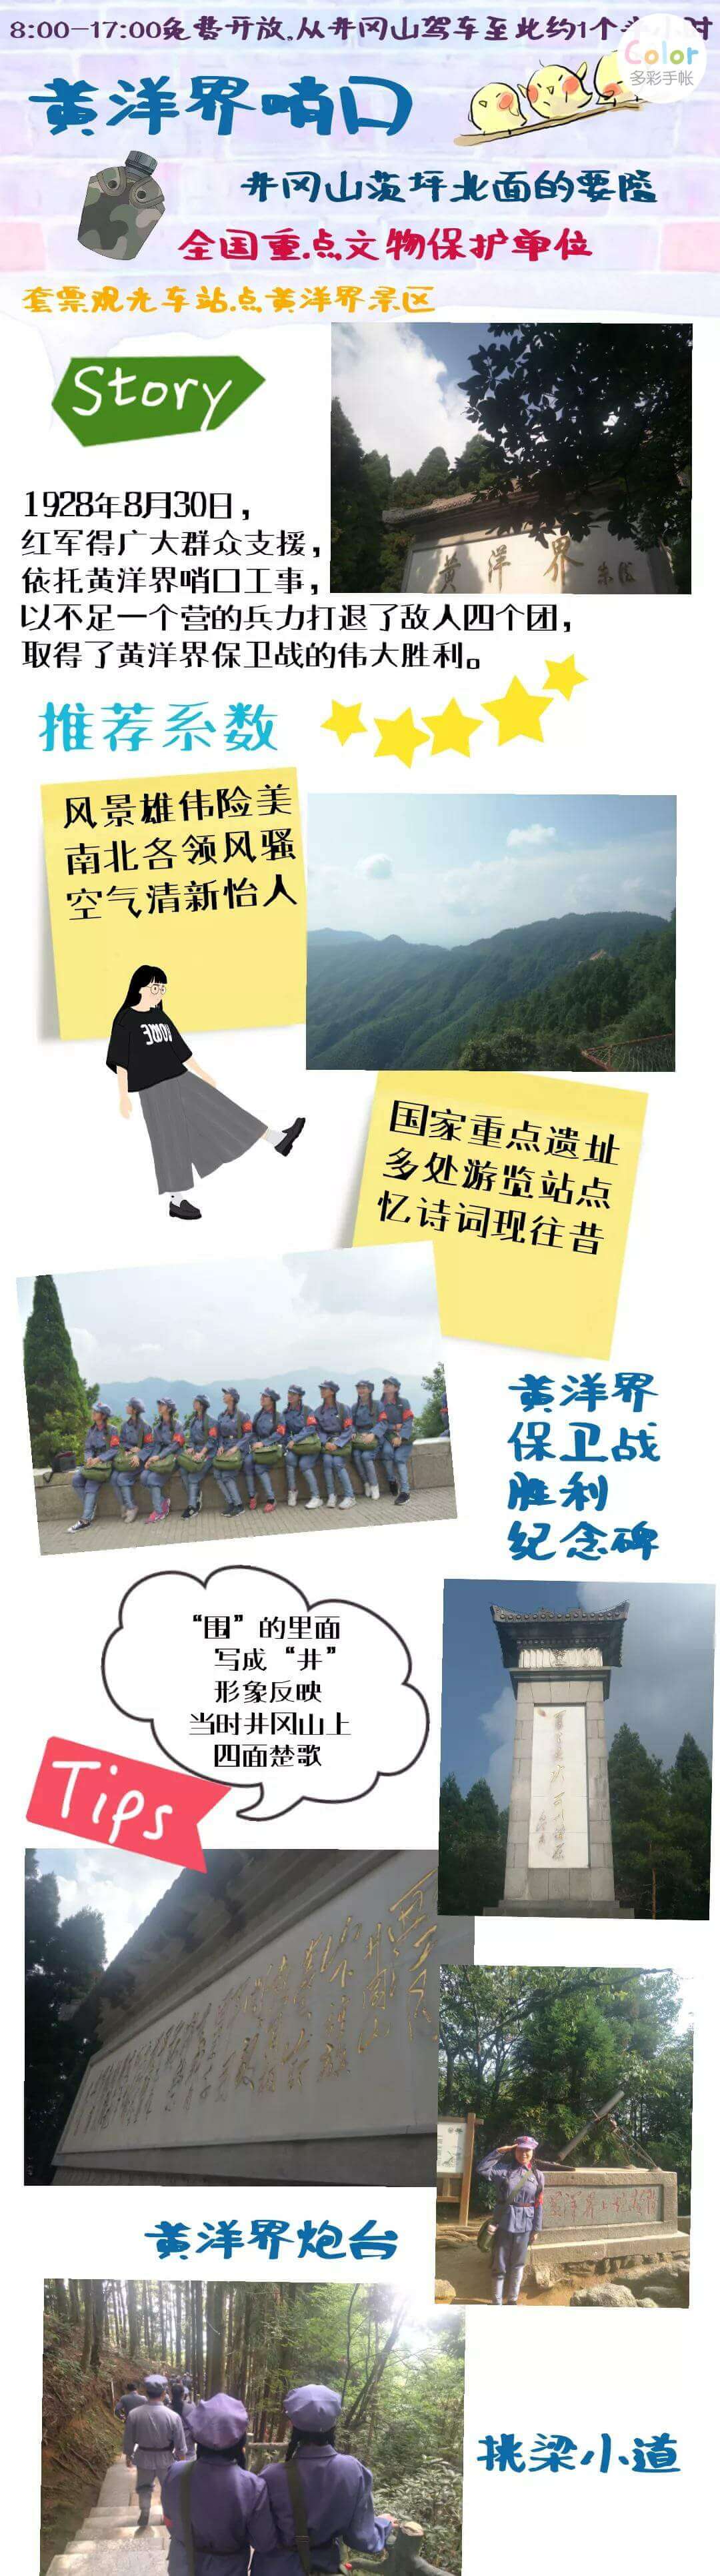 8:00-17:00免费开放,从井冈山驾车至此约1个半小时
Color
多彩手帐
黄洋界哨口
井冈山茨坪北面的要隘
全国重点文物保护单位
套票观光车站点黄洋界景区
Story
黄洋界
朱德
1928年8月30日，
红军得广大群众支援，
依托黄洋界哨口工事，
以不足一个营的兵力打退了敌人四个团，
取得了黄洋界保卫战的伟大胜利。
推荐系数
风景雄伟险美
南北各领风骚
空气清新怡人
国家重点遗址
多处游览站点
忆诗词现往昔
黄洋界
保卫战
胜利
纪念碑
“围”的里面
写成“井”
形象反映
当时井冈山上
四面楚歌
Tips
黄洋界炮台
挑梁小道